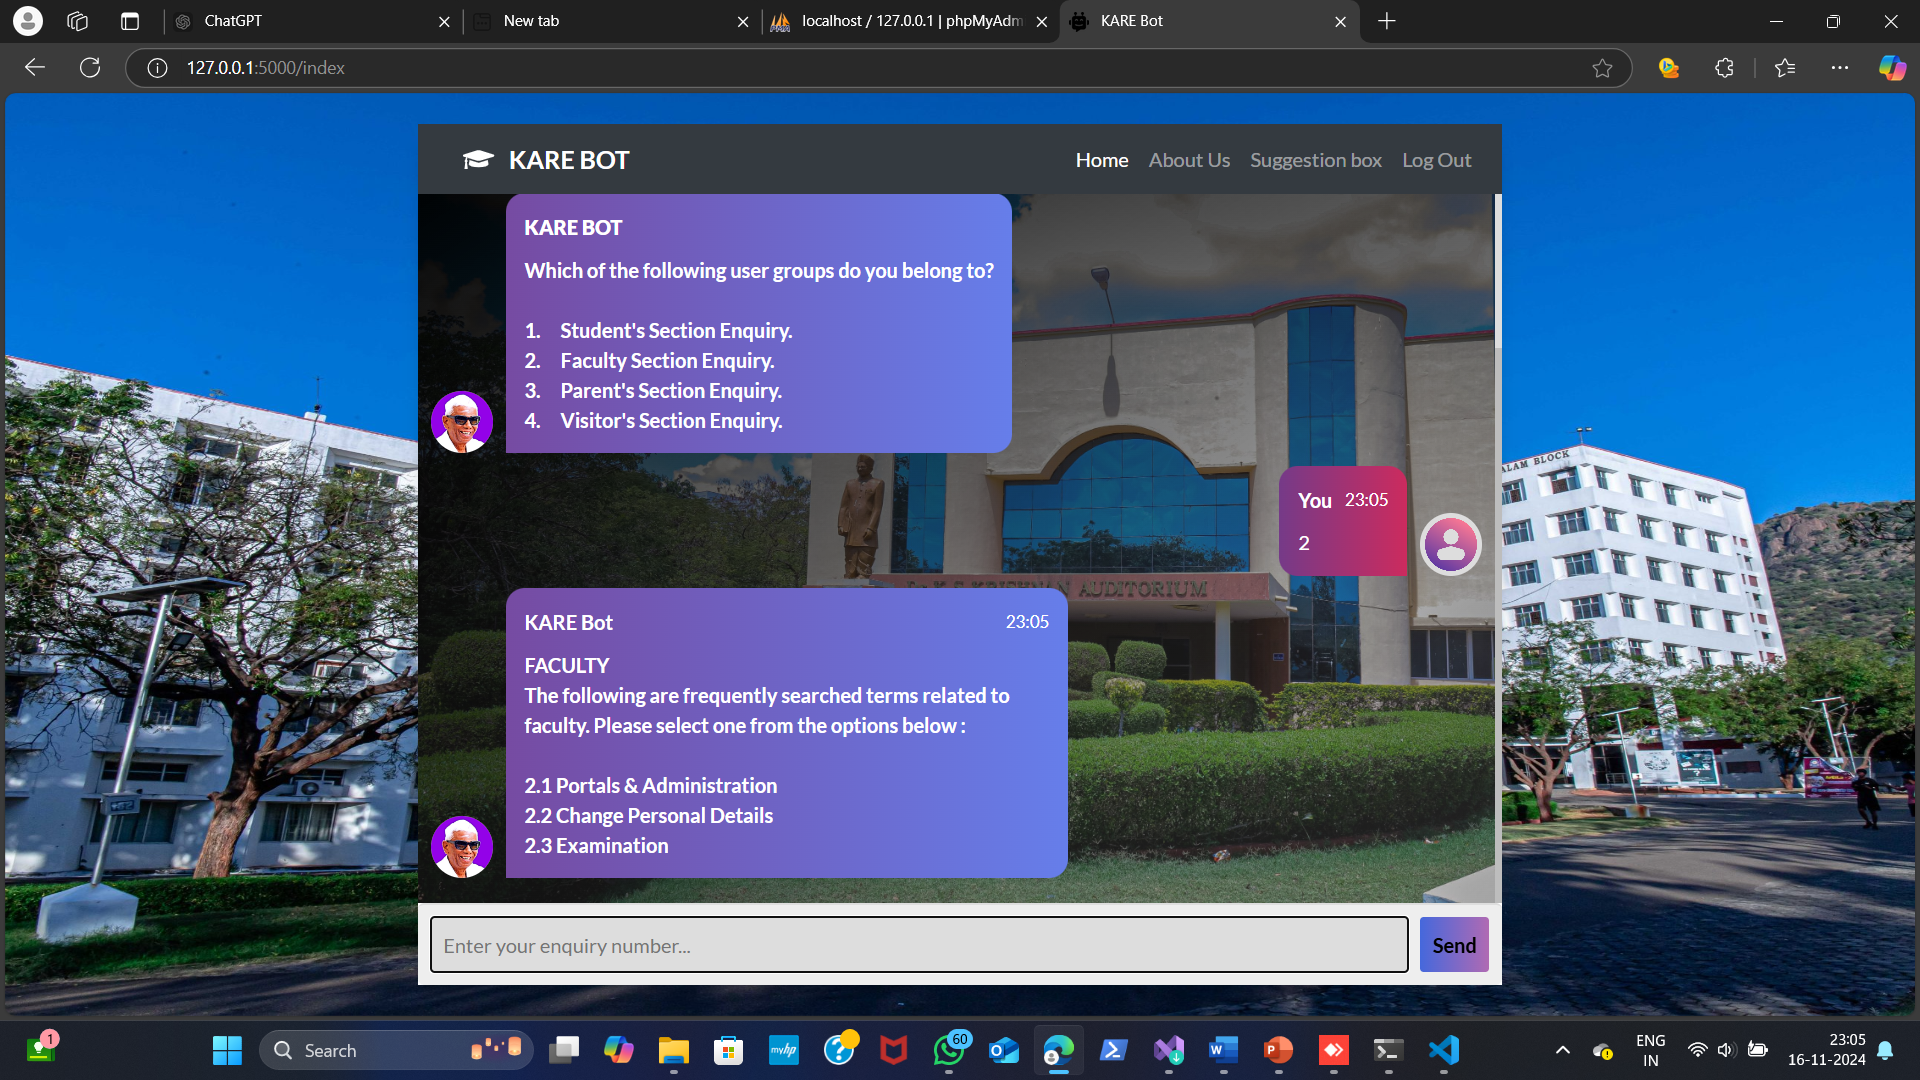 ChatGPT
New tab
localhost / 127.0.0.1 | phpMyAdm
KARE Bot
127.0.0.1:5000/index
KARE BOT
Home
About Us
Suggestion box
Log Out
KARE BOT
Which of the following user groups do you belong to?
1. Student's Section Enquiry.
2. Faculty Section Enquiry.
3. Parent's Section Enquiry.
4. Visitor's Section Enquiry.
ALAM BLOCK
You 23:05
2
K.S. KRISHNAN AUDITORIUM
KARE Bot 23:05
FACULTY
The following are frequently searched terms related to
faculty. Please select one from the options below :
2.1 Portals & Administration
2.2 Change Personal Details
2.3 Examination
Enter your enquiry number...
Send
1
Search
myhp
60
ENG
IN
23:05
16-11-2024